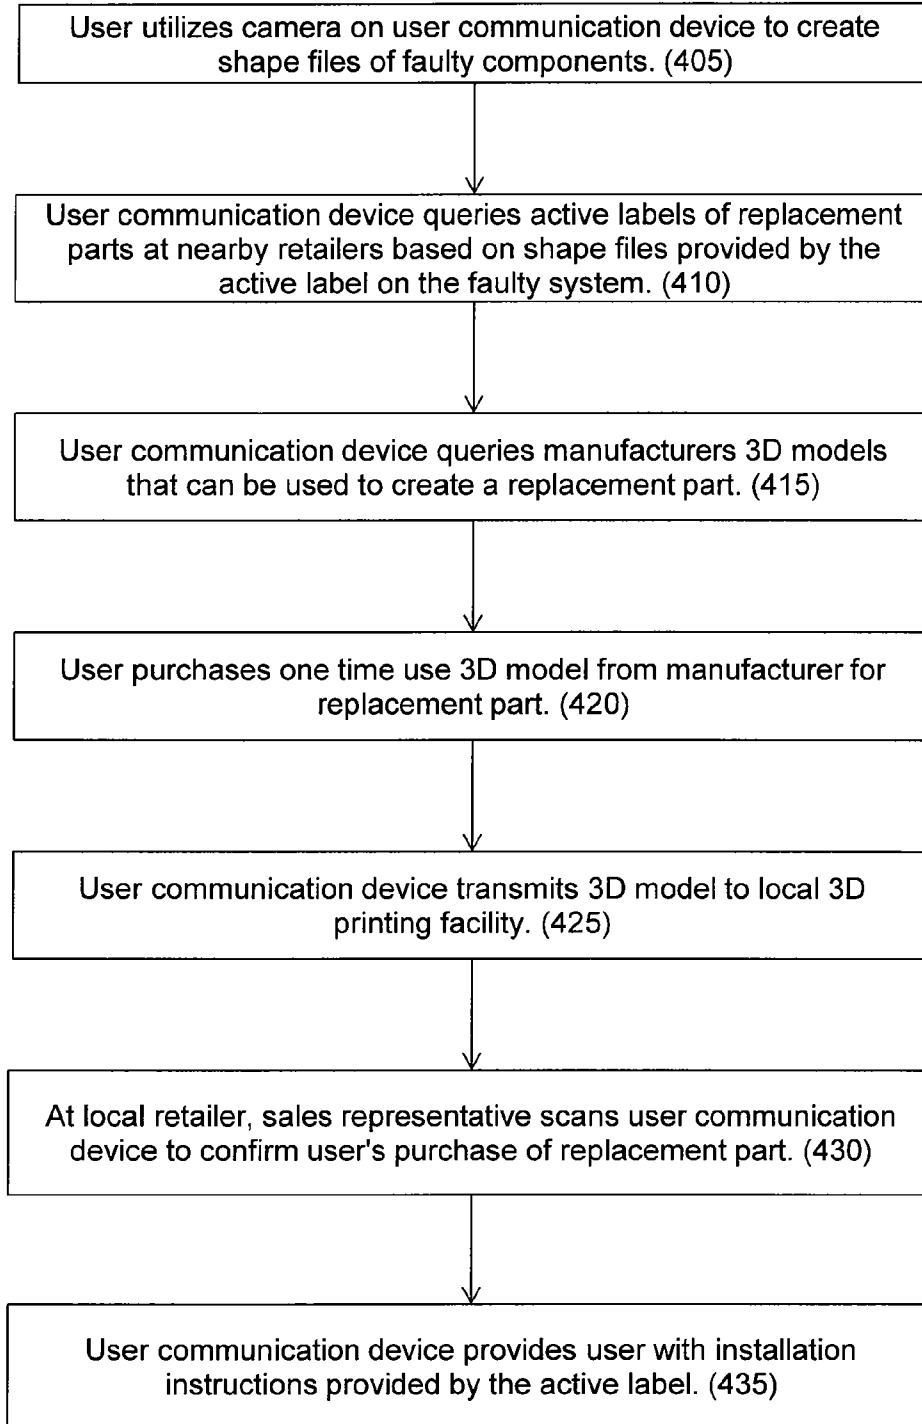 User utilizes camera on user communication device to create
shape files of faulty components. (405)
User communication device queries active labels of replacement
parts at nearby retailers based on shape files provided by the
active label on the faulty system. (410)
User communication device queries manufacturers 3D models
that can be used to create a replacement part. (415)
User purchases one time use 3D model from manufacturer for
replacement part. (420)
User communication device transmits 3D model to local 3D
printing facility. (425)
At local retailer, sales representative scans user communication
device to confirm user's purchase of replacement part. (430)
User communication device provides user with installation
instructions provided by the active label. (435)